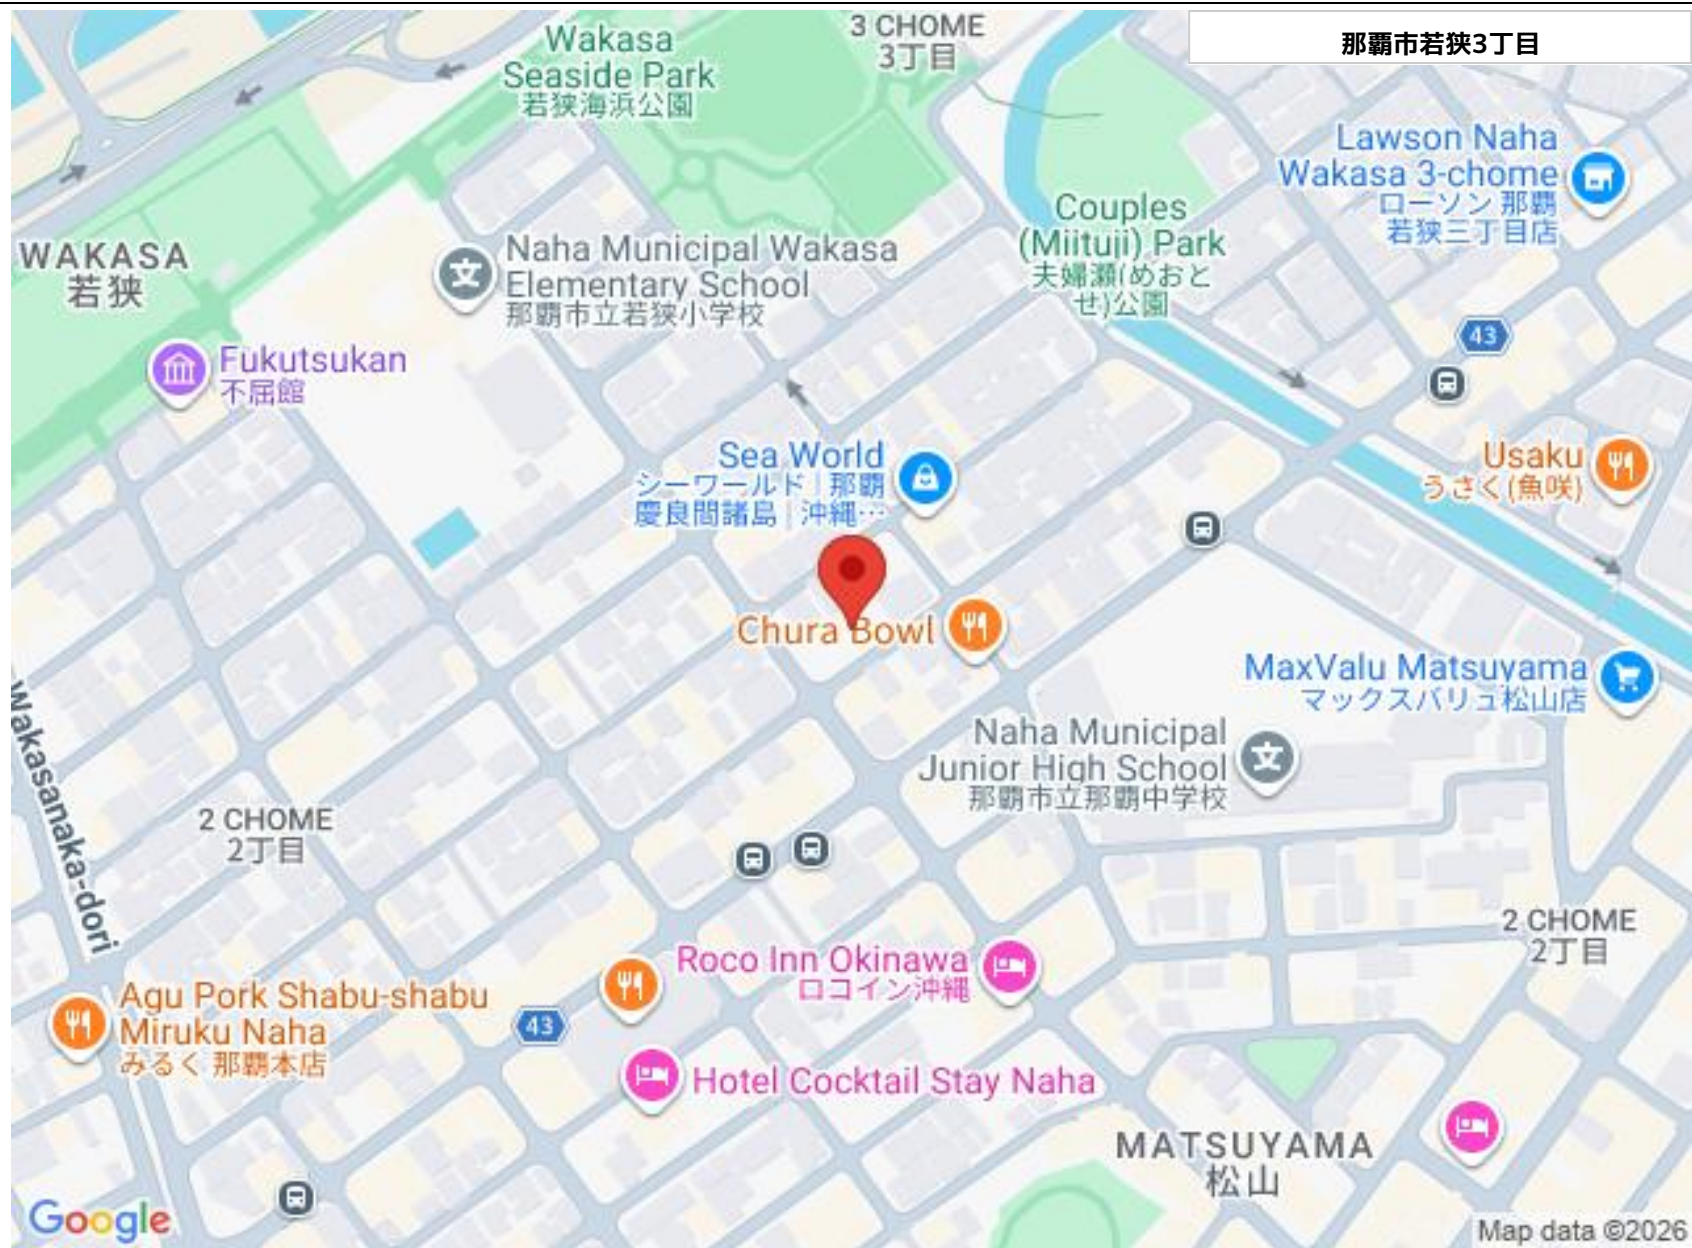 那覇市若狭3丁目
3 CHOME
3丁目
Wakasa
Seaside Park
若狭海浜公園
Lawson Naha
Wakasa 3-chome
ローソン 那覇
若狭三丁目店
Couples
(Miituji) Park
夫婦瀬(めおと
せ)公園
WAKASA
若狭
Naha Municipal Wakasa
Elementary School
那覇市立若狭小学校
43
Fukutsukan
不屈館
Sea World
シーワールド | 那覇
慶良間諸島 | 沖縄…
Usaku
うさく(魚咲)
Chura Bowl
MaxValu Matsuyama
マックスバリュ松山店
Naha Municipal
Junior High School
那覇市立那覇中学校
Wakasanaka-dori
2 CHOME
2丁目
2 CHOME
2丁目
Roco Inn Okinawa
ロコイン沖縄
Agu Pork Shabu-shabu
Miruku Naha
みるく 那覇本店
43
Hotel Cocktail Stay Naha
MATSUYAMA
松山
Google
Map data ©2026